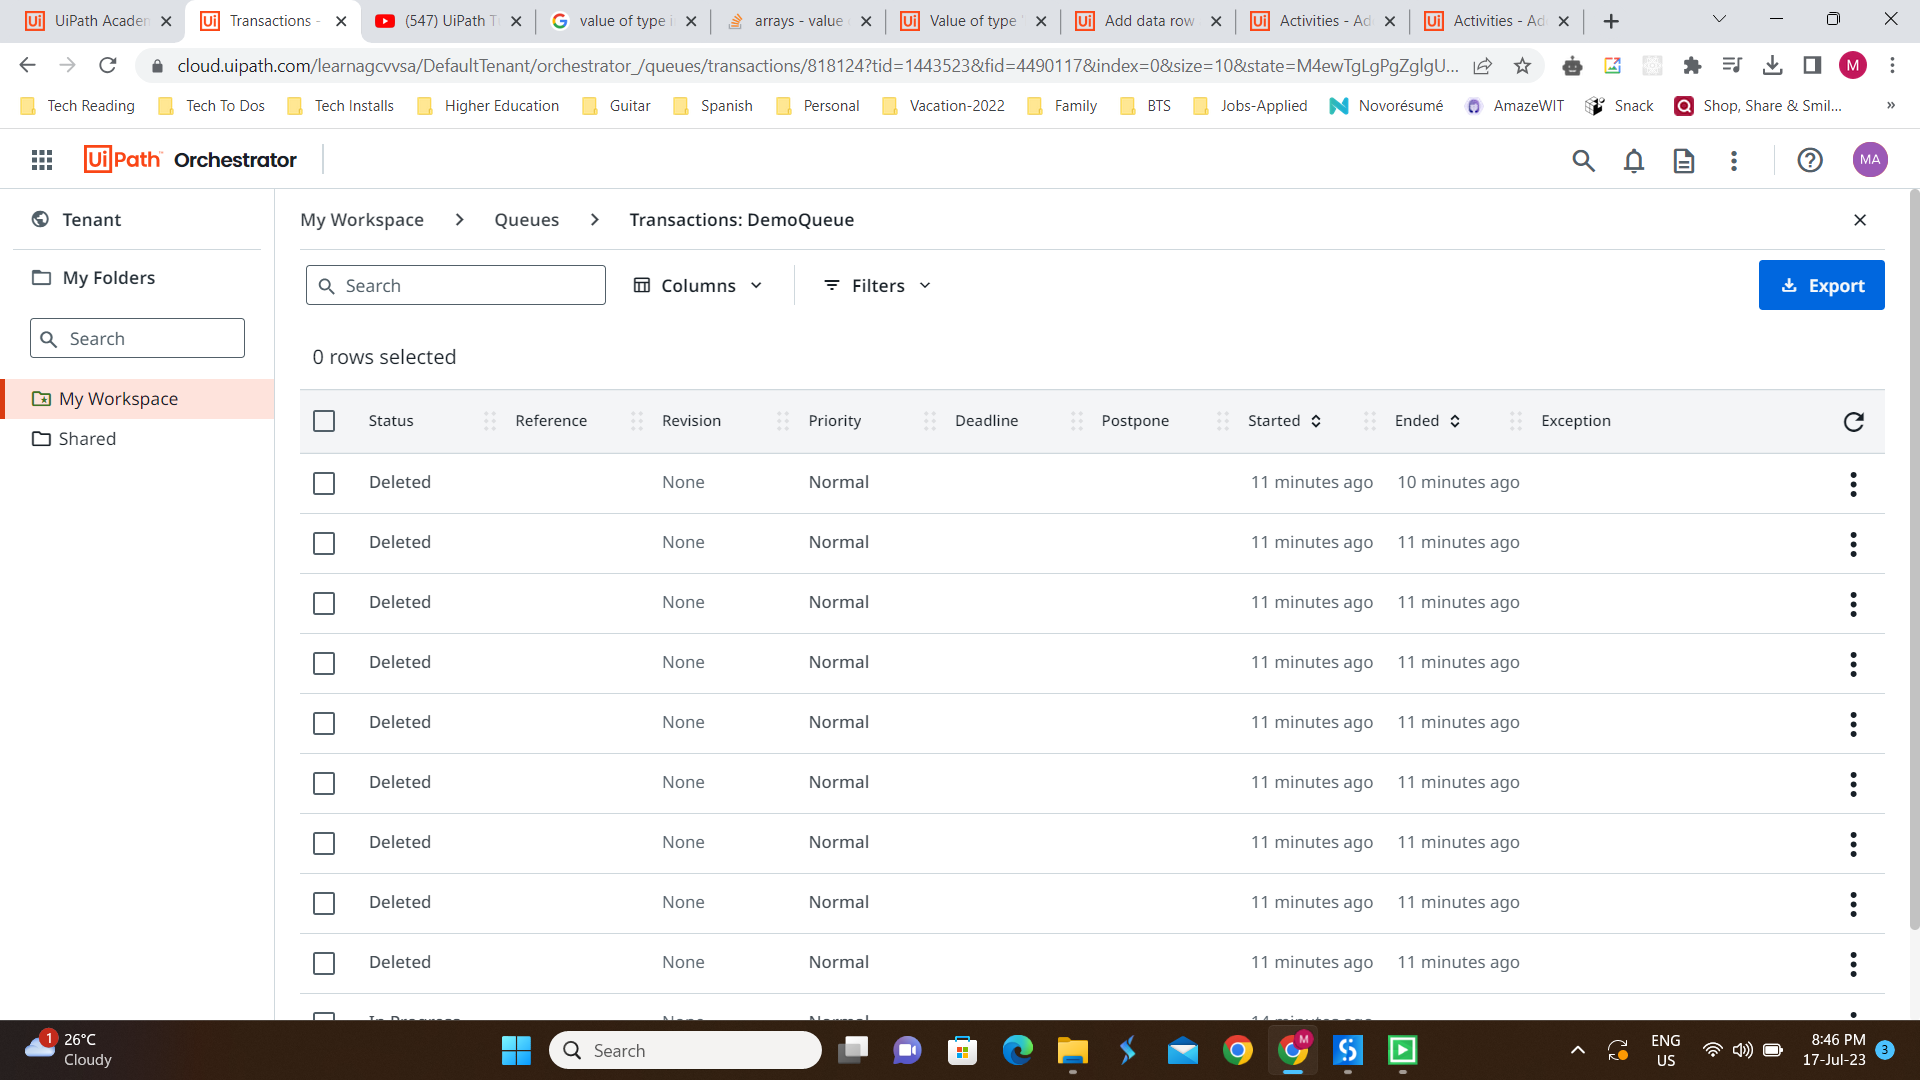 UiPath Academ
Transactions -
(547) UiPath T
value of type i
arrays - value
Value of type '
Add data row
Activities - Ad
Activities - Ad
cloud.uipath.com/learnagcvvsa/DefaultTenant/orchestrator_/queues/transactions/818124?tid=1443523&fid=4490117&index=0&size=10&state=M4ewTgLgPgZglgU...
M
Tech Reading
Tech To Dos
Tech Installs
Higher Education
Guitar
Spanish
Personal
Vacation-2022
Family
BTS
Jobs-Applied
Novorésumé
AmazeWIT
Snack
Shop, Share & Smil...
»
UiPath Orchestrator
MA
Tenant
My Folders
Search
My Workspace
Shared
My Workspace > Queues > Transactions: DemoQueue
Search
Columns
Filters
Export
0 rows selected
Status Reference Revision Priority Deadline Postpone Started Ended Exception
Deleted None Normal 11 minutes ago 10 minutes ago
Deleted None Normal 11 minutes ago 11 minutes ago
Deleted None Normal 11 minutes ago 11 minutes ago
Deleted None Normal 11 minutes ago 11 minutes ago
Deleted None Normal 11 minutes ago 11 minutes ago
Deleted None Normal 11 minutes ago 11 minutes ago
Deleted None Normal 11 minutes ago 11 minutes ago
Deleted None Normal 11 minutes ago 11 minutes ago
Deleted None Normal 11 minutes ago 11 minutes ago
In Progress None Normal 14 minutes ago
1
26°C
Cloudy
Search
M
ENG
US
8:46 PM
17-Jul-23
3